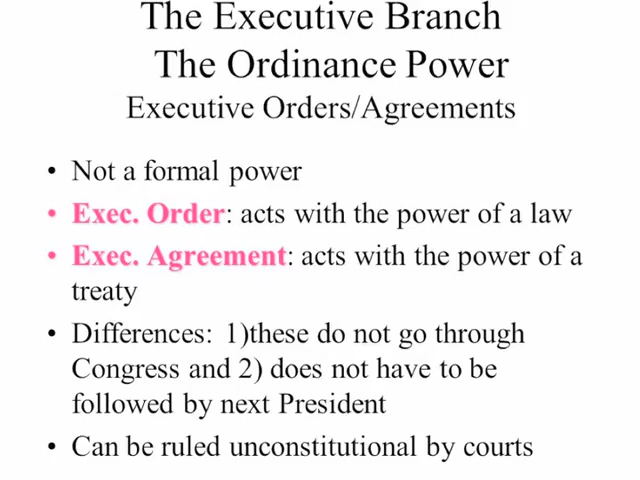 The Executive Branch
The Ordinance Power
Executive Orders/Agreements
• Not a formal power
• Exec. Order: acts with the power of a law
• Exec. Agreement: acts with the power of a
treaty
• Differences: 1)these do not go through
Congress and 2) does not have to be
followed by next President
• Can be ruled unconstitutional by courts